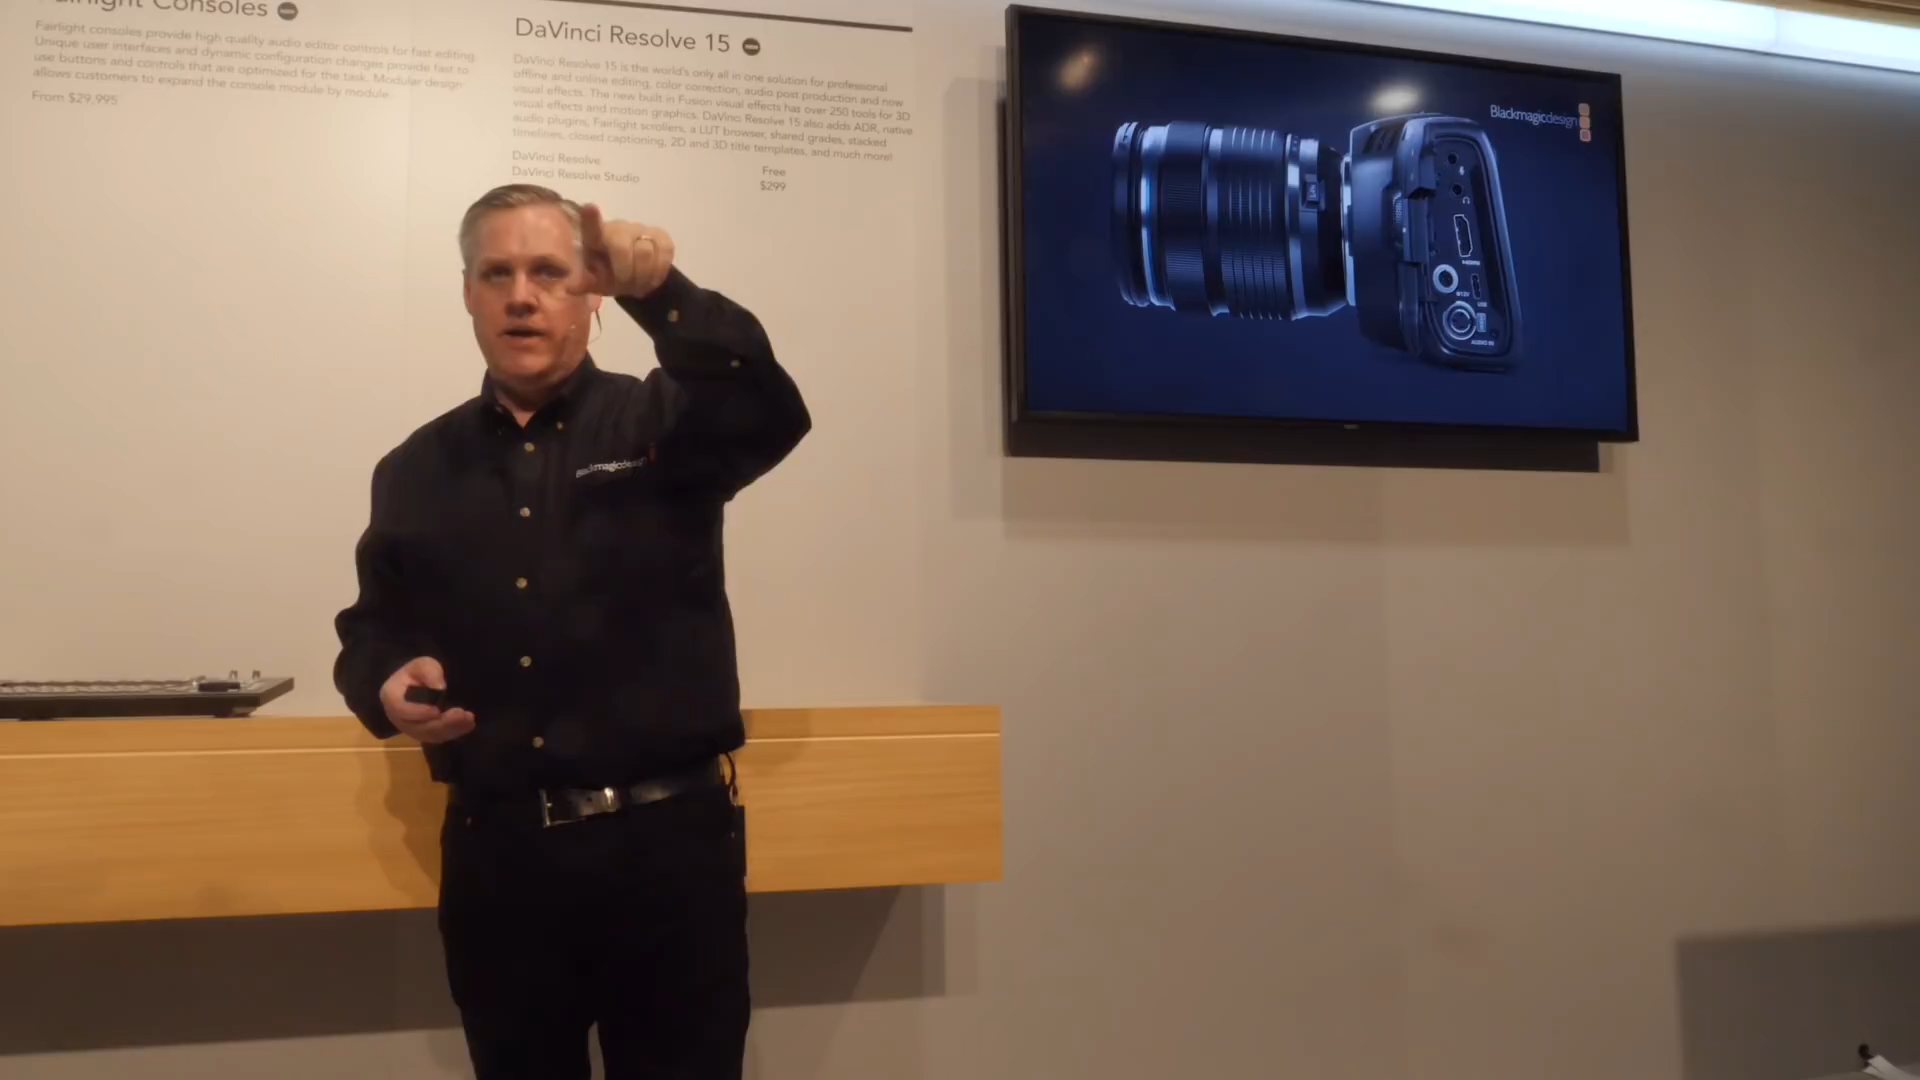 Fairlight Consoles
Fairlight consoles provide high quality audio editor controls for fast editing.
Unique user interfaces and dynamic configuration changes provide fast to
use buttons and controls that are optimized for the task. Modular design
allows customers to expand the console module by module.
From $29,995
DaVinci Resolve 15
DaVinci Resolve 15 is the world's only all in one solution for professional
offline and online editing, color correction, audio post production and now
visual effects. The new built in Fusion visual effects has over 250 tools for 3D
visual effects and motion graphics. DaVinci Resolve 15 also adds ADR, native
audio plugins, Fairlight scrollers, a LUT browser, shared grades, stacked
timelines, closed captioning, 2D and 3D title templates, and much more!
DaVinci Resolve Free
DaVinci Resolve Studio $299
Blackmagicdesign
HDMI
USB
AUDIO IN
Blackmagicdesign